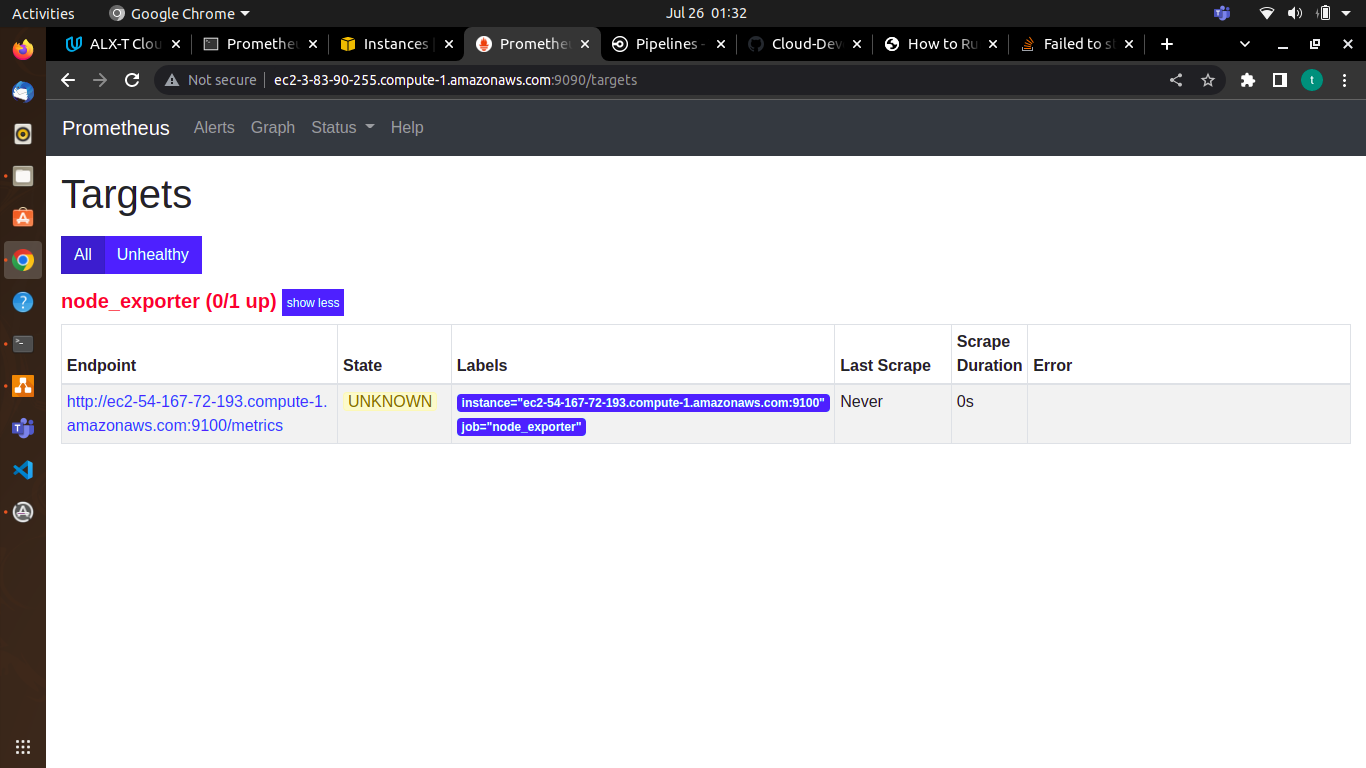 Activities Google Chrome Jul 26 01:32
ALX-T Clou Promethe Instances Promethe Pipelines - Cloud-Dev How to Ru Failed to s
Not secure ec2-3-83-90-255.compute-1.amazonaws.com:9090/targets t
Prometheus Alerts Graph Status Help
Targets
All Unhealthy
node_exporter (0/1 up) show less
Endpoint State Labels Last Scrape Scrape Duration Error
http://ec2-54-167-72-193.compute-1. UNKNOWN instance="ec2-54-167-72-193.compute-1.amazonaws.com:9100" Never 0s
amazonaws.com:9100/metrics job="node_exporter"